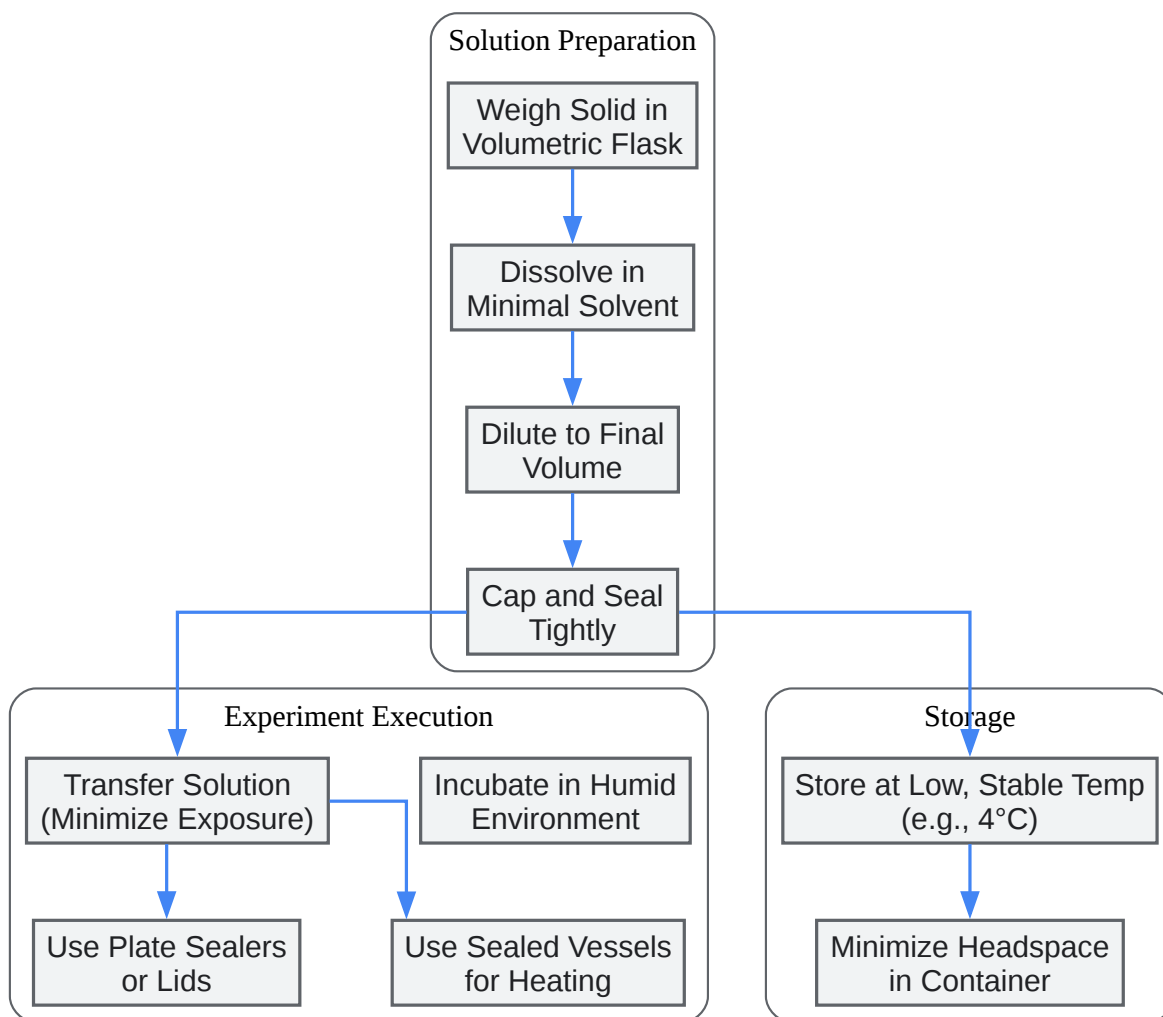 Solution Preparation
Weigh Solid in
Volumetric Flask
Dissolve in
Minimal Solvent
Dilute to Final
Volume
Cap and Seal
Tightly
Experiment Execution
Transfer Solution
(Minimize Exposure)
Incubate in Humid
Environment
Use Plate Sealers
or Lids
Use Sealed Vessels
for Heating
Storage
Store at Low, Stable Temp
(e.g., 4°C)
Minimize Headspace
in Container